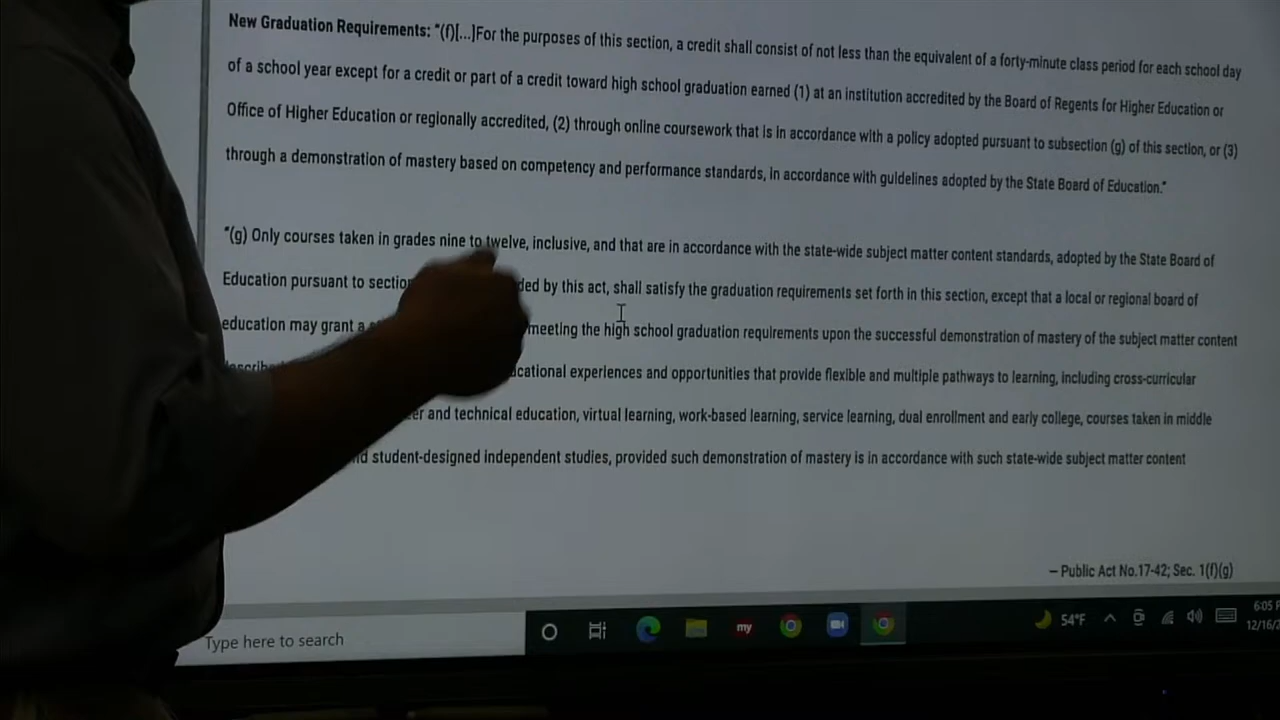 New Graduation Requirements: "(f)[...]For the purposes of this section, a credit shall consist of not less than the equivalent of a forty-minute class period for each school day
of a school year except for a credit or part of a credit toward high school graduation earned (1) at an institution accredited by the Board of Regents for Higher Education or
Office of Higher Education or regionally accredited, (2) through online coursework that is in accordance with a policy adopted pursuant to subsection (g) of this section, or (3)
through a demonstration of mastery based on competency and performance standards, in accordance with guidelines adopted by the State Board of Education."
"(g) Only courses taken in grades nine to twelve, inclusive, and that are in accordance with the state-wide subject matter content standards, adopted by the State Board of
Education pursuant to by this act, shall satisfy the graduation requirements set forth in this section, except that a local or regional board of
education may grant a meeting the high school graduation requirements upon the successful demonstration of mastery of the subject matter content
experiences and opportunities that provide flexible and multiple pathways to learning, including cross-curricular
and technical education, virtual learning, work-based learning, service learning, dual enrollment and early college, courses taken in middle
student-designed independent studies, provided such demonstration of mastery is in accordance with such state-wide subject matter content
– Public Act No.17-42; Sec. 1(f)(g)
Type here to search
my
54°F
6:05
12/16/2